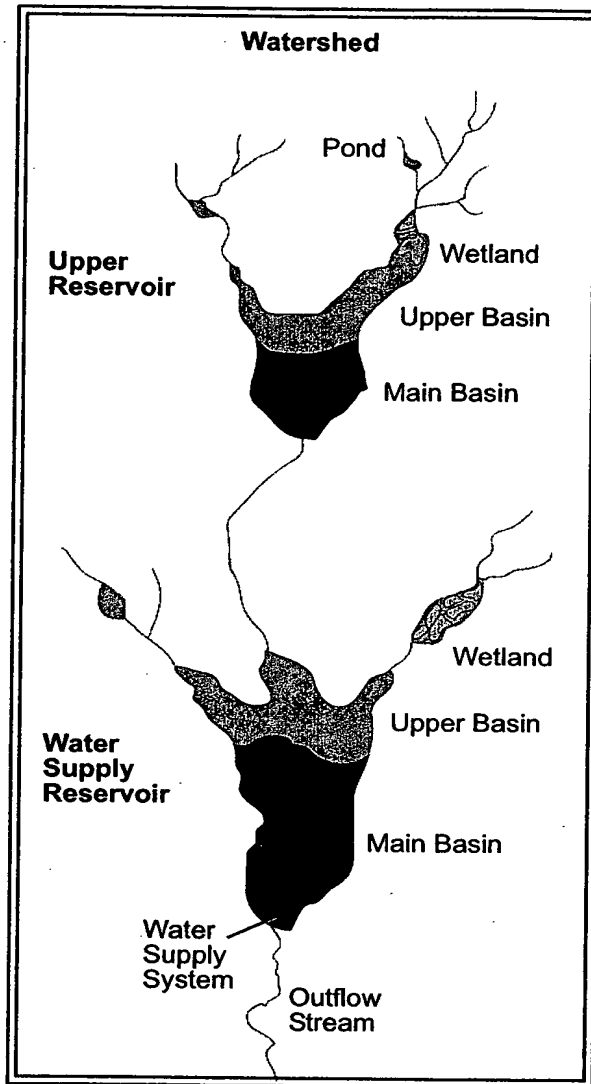 Watershed
Pond
Upper
Reservoir
Wetland
Upper Basin
Main Basin
Wetland
Upper Basin
Water
Supply
Reservoir
Main Basin
Water
Supply
System
Outflow
Stream